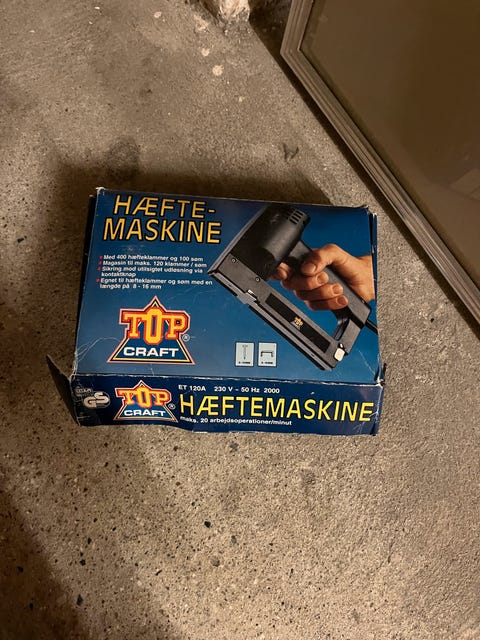 HÆFTE-
MASKINE
• Med 400 hæfteklammer og 100 søm
• Magasin til maks. 120 klammer / søm
• Sikring mod utilsigtet udløsning via
kontaktknap
• Egnet til hæfteklammer og søm med en
længde på 8 - 16 mm
TOP
CRAFT
®
TOP
CRAFT
®
GS
ET 120A 230 V ~ 50 Hz 2000
HÆFTEMASKINE
maks. 20 arbejdsoperationer/minut